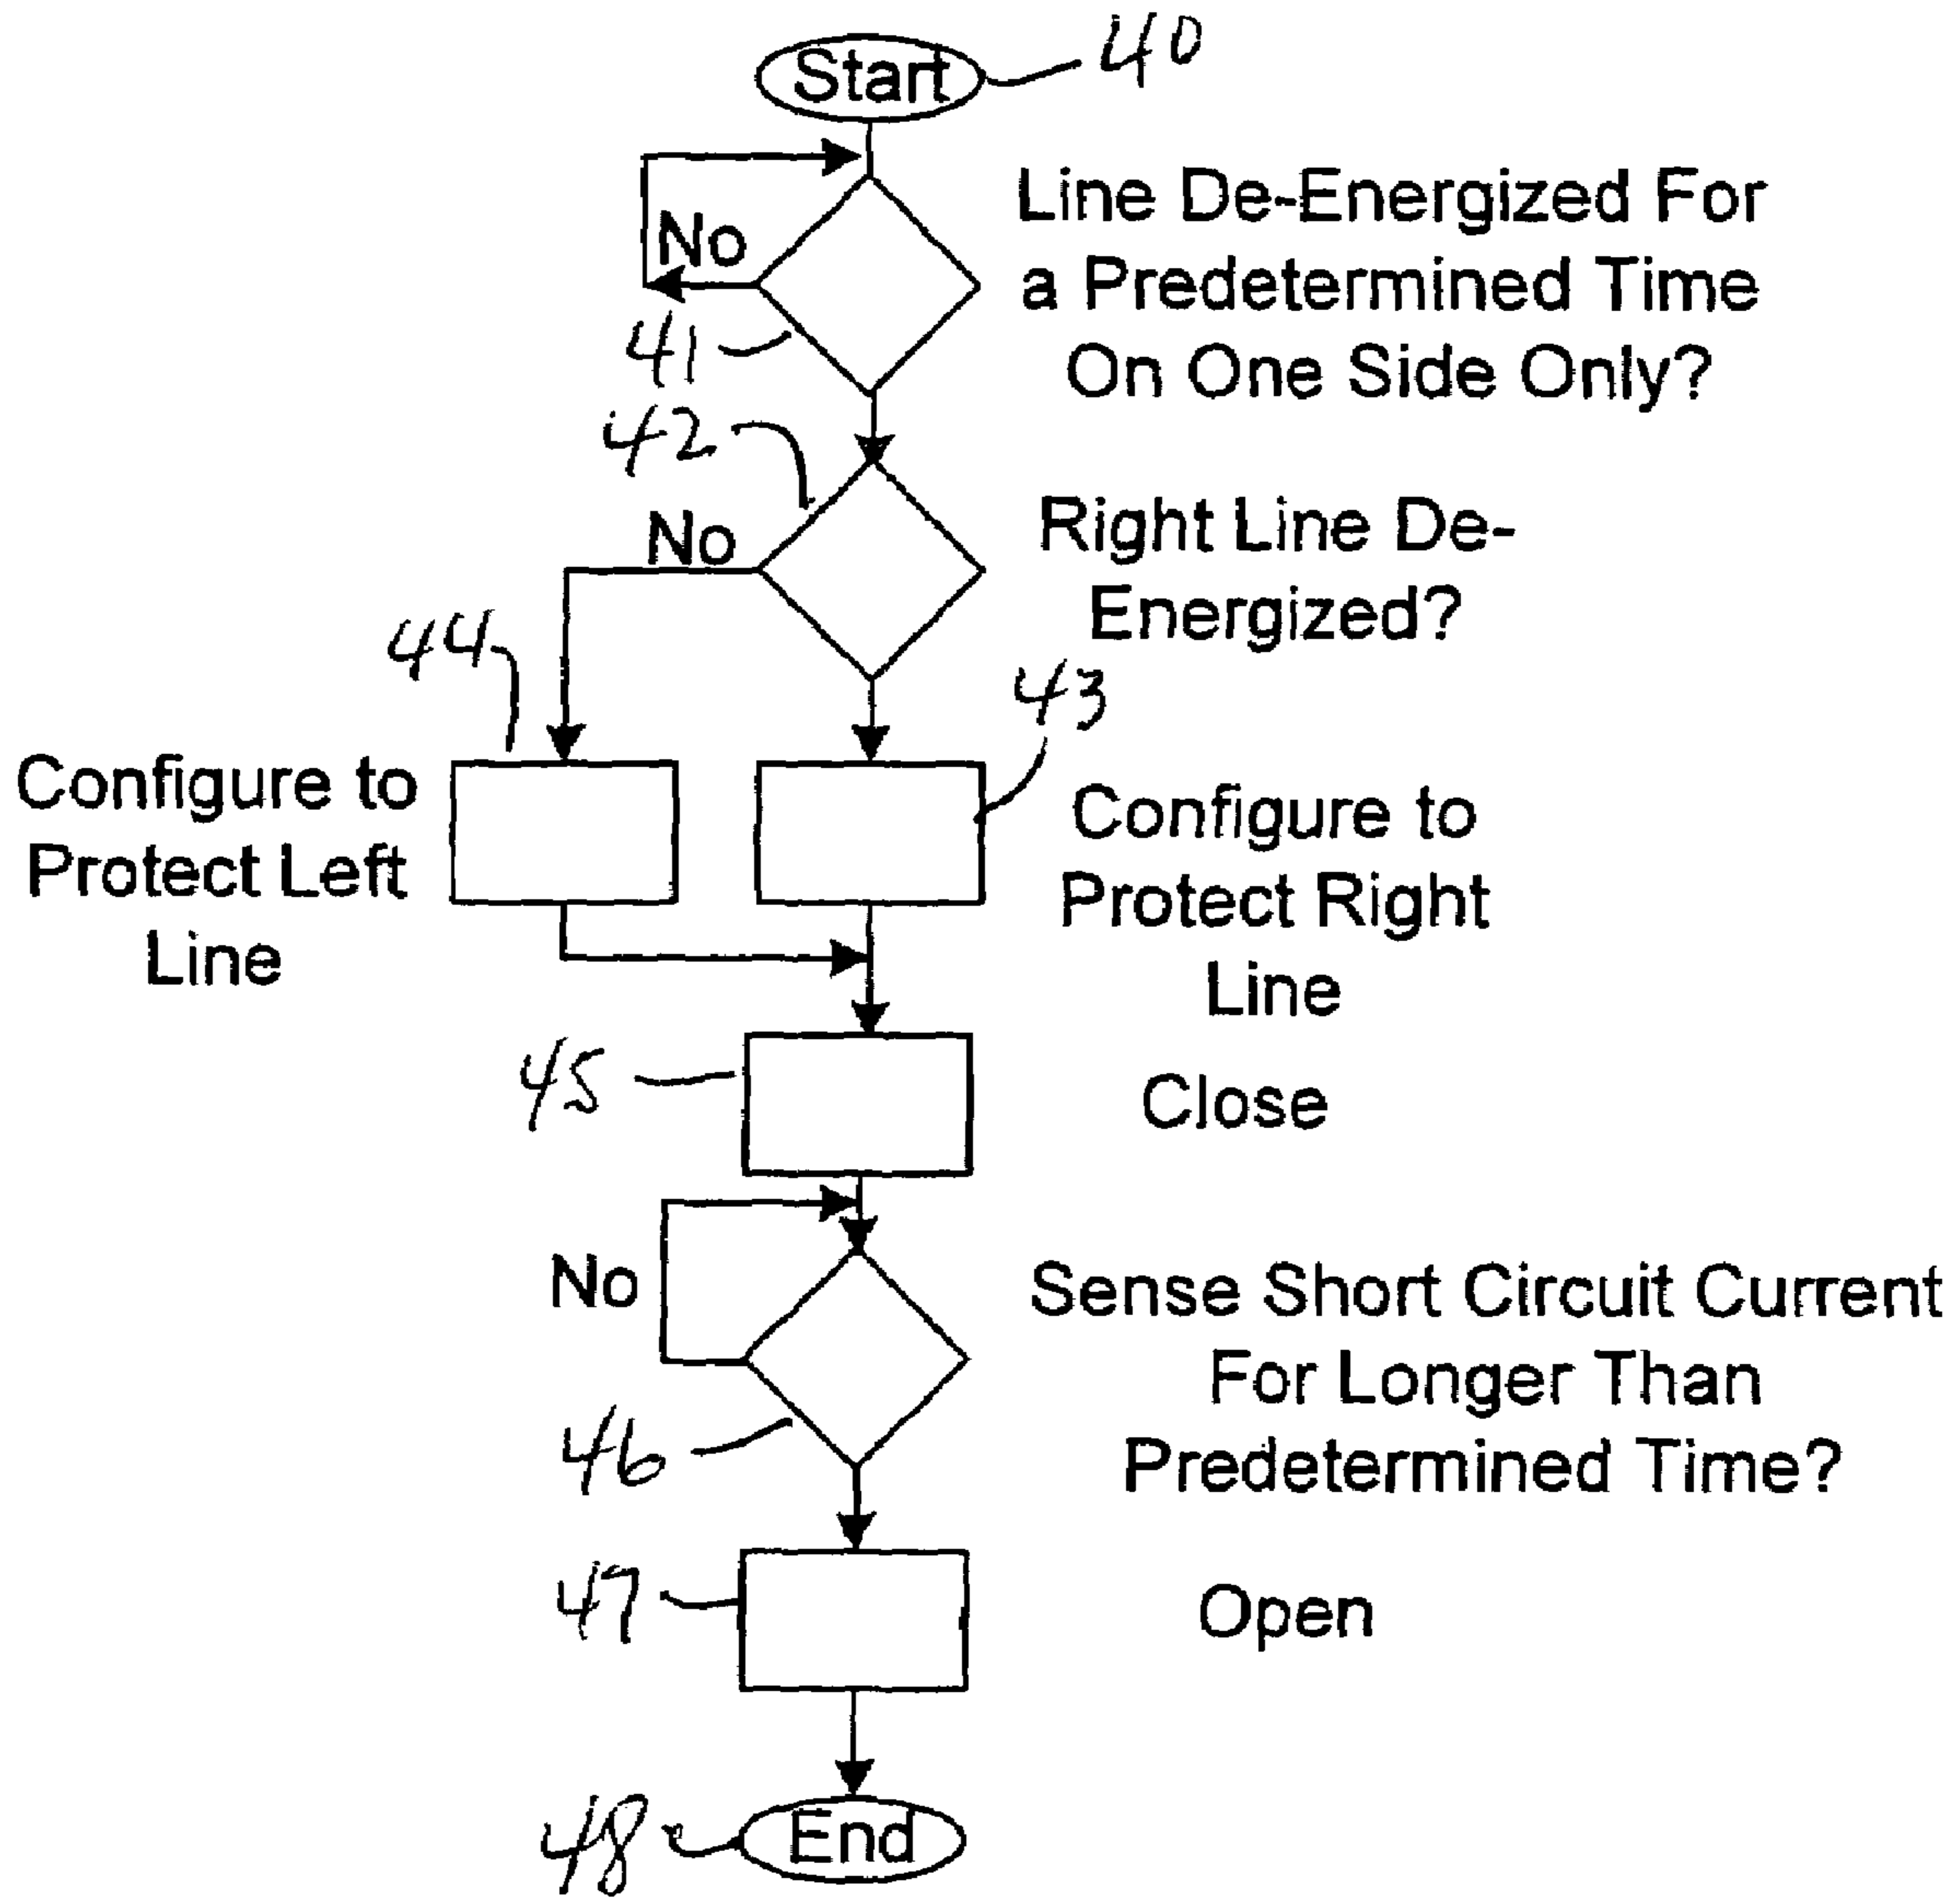 Start
40
Line De-Energized For
a Predetermined Time
On One Side Only?
No
41
42
No
Right Line De-
Energized?
44
43
Configure to
Protect Left
Line
Configure to
Protect Right
Line
45
Close
No
Sense Short Circuit Current
For Longer Than
Predetermined Time?
46
47
Open
48
End